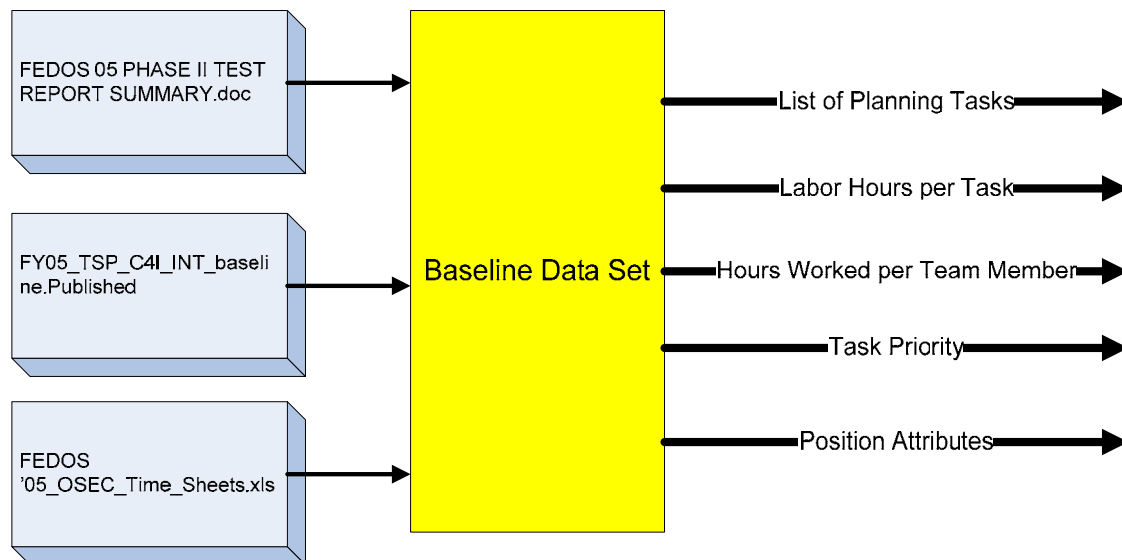 FEDOS 05 PHASE II TEST
REPORT SUMMARY.doc
FY05_TSP_C4I_INT_baseli
ne.Published
FEDOS
'05_OSEC_Time_Sheets.xls
Baseline Data Set
List of Planning Tasks
Labor Hours per Task
Hours Worked per Team Member
Task Priority
Position Attributes